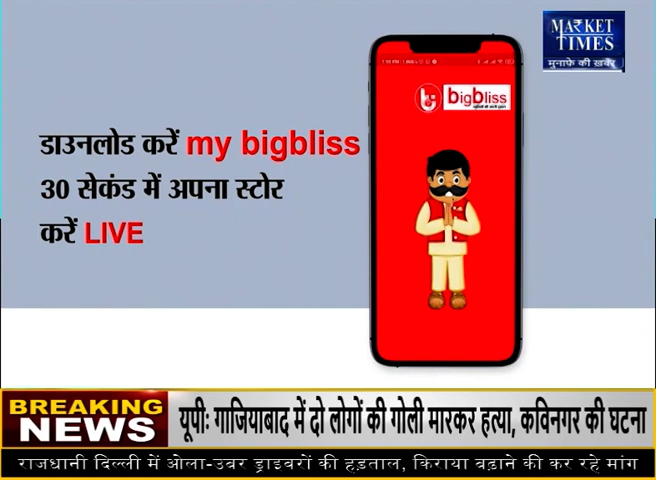 MARKET
TIMES
मुनाफे की खबर
bigbliss
डाउनलोड करें my bigbliss
30 सेकंड में अपना स्टोर
करें LIVE
BREAKING
NEWS
यूपीः गाजियाबाद में दो लोगों की गोली मारकर हत्या, कविनगर की घटना
राजधानी दिल्ली में ओला-उबर ड्राइवरों की हड़ताल, किराया बढ़ाने की कर रहे मांग